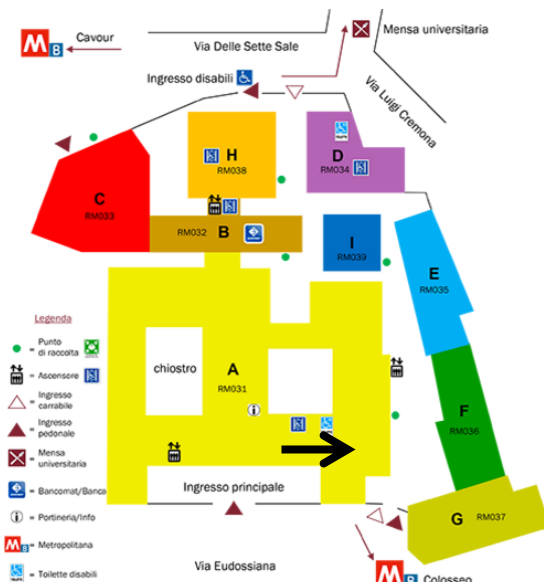 M B
Cavour
Via Delle Sette Sale
Mensa universitaria
Ingresso disabili
Via Luigi Cremona
H
RM038
D
RM034
C
RM033
RM032
B
I
RM039
E
RM035
Legenda
= Punto
di raccolta
= Ascensore
= Ingresso
carrabile
= Ingresso
pedonale
= Mensa
universitaria
= Bancomat/Banca
= Portineria/Info
M B = Metropolitana
= Toilette disabili
chiostro
A
RM031
i
F
RM036
Ingresso principale
G
RM037
Via Eudossiana
M B
Colosseo